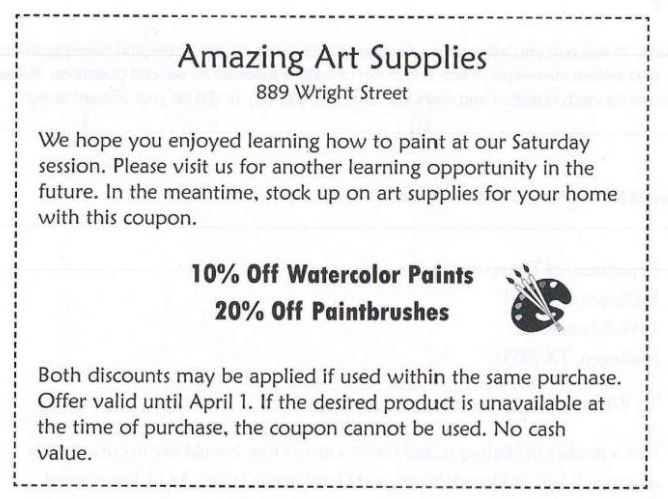 Amazing Art Supplies
889 Wright Street
We hope you enjoyed learning how to paint at our Saturday
session. Please visit us for another learning opportunity in the
future. In the meantime, stock up on art supplies for your home
with this coupon.
10% Off Watercolor Paints
20% Off Paintbrushes
Both discounts may be applied if used within the same purchase.
Offer valid until April 1. If the desired product is unavailable at
the time of purchase, the coupon cannot be used. No cash
value.